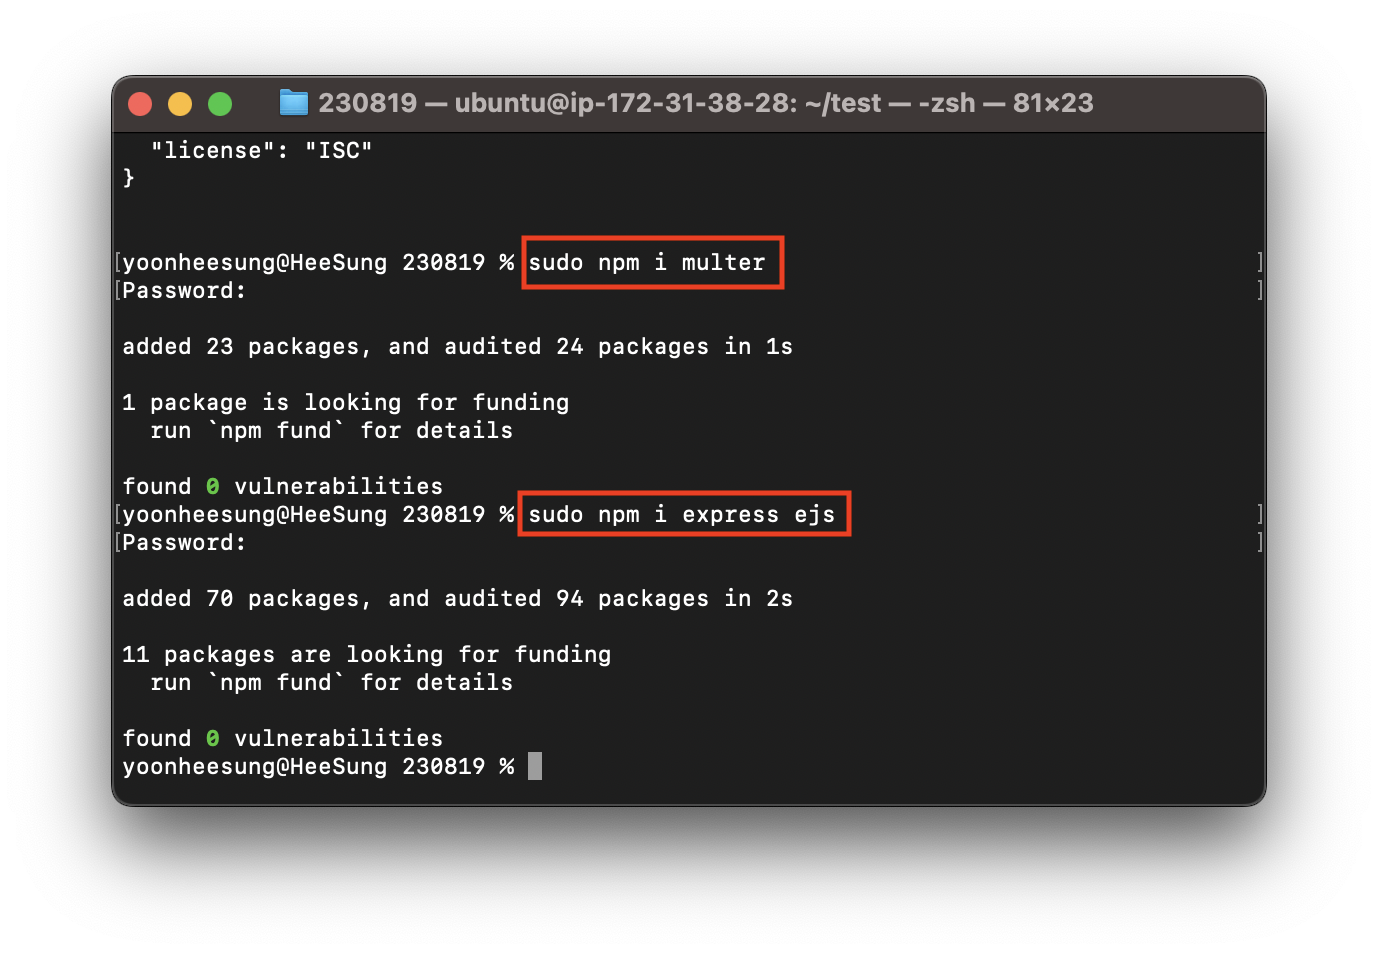 230819 — ubuntu@ip-172-31-38-28: ~/test — -zsh — 81×23
"license": "ISC"
}
[yoonheesung@HeeSung 230819 % sudo npm i multer ]
[Password: ]
added 23 packages, and audited 24 packages in 1s
1 package is looking for funding
run `npm fund` for details
found 0 vulnerabilities
[yoonheesung@HeeSung 230819 % sudo npm i express ejs ]
[Password: ]
added 70 packages, and audited 94 packages in 2s
11 packages are looking for funding
run `npm fund` for details
found 0 vulnerabilities
yoonheesung@HeeSung 230819 %